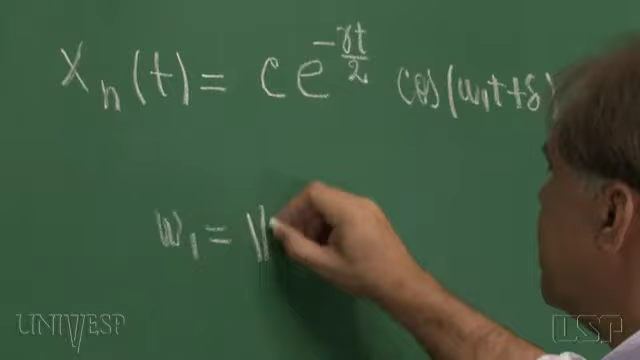 x_h(t) = c e^{-γt/2} cos(ω₁t+δ)
ω₁ =
UNIVESP
USP